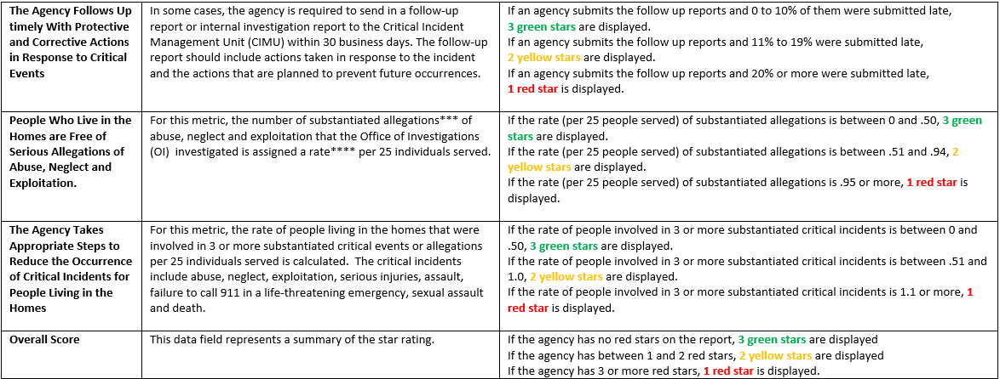 The Agency Follows Up
timely With Protective
and Corrective Actions
in Response to Critical
Events
In some cases, the agency is required to send in a follow-up
report or internal investigation report to the Critical Incident
Management Unit (CIMU) within 30 business days. The follow-up
report should include actions taken in response to the incident
and the actions that are planned to prevent future occurrences.
If an agency submits the follow up reports and 0 to 10% of them were submitted late,
3 green stars are displayed.
If an agency submits the follow up reports and 11% to 19% were submitted late,
2 yellow stars are displayed.
If an agency submits the follow up reports and 20% or more were submitted late,
1 red star is displayed.
People Who Live in the
Homes are Free of
Serious Allegations of
Abuse, Neglect and
Exploitation.
For this metric, the number of substantiated allegations*** of
abuse, neglect and exploitation that the Office of Investigations
(OI) investigated is assigned a rate**** per 25 individuals served.
If the rate (per 25 people served) of substantiated allegations is between 0 and .50, 3 green
stars are displayed.
If the rate (per 25 people served) of substantiated allegations is between .51 and .94, 2
yellow stars are displayed.
If the rate (per 25 people served) of substantiated allegations is .95 or more, 1 red star is
displayed.
The Agency Takes
Appropriate Steps to
Reduce the Occurrence
of Critical Incidents for
People Living in the
Homes
For this metric, the rate of people living in the homes that were
involved in 3 or more substantiated critical events or allegations
per 25 individuals served is calculated. The critical incidents
include abuse, neglect, exploitation, serious injuries, assault,
failure to call 911 in a life-threatening emergency, sexual assault
and death.
If the rate of people involved in 3 or more substantiated critical incidents is between 0 and
.50, 3 green stars are displayed.
If the rate of people involved in 3 or more substantiated critical incidents is between .51 and
1.0, 2 yellow stars are displayed.
If the rate of people involved in 3 or more substantiated critical incidents is 1.1 or more, 1
red star is displayed.
Overall Score
This data field represents a summary of the star rating.
If the agency has no red stars on the report, 3 green stars are displayed
If the agency has between 1 and 2 red stars, 2 yellow stars are displayed
If the agency has 3 or more red stars, 1 red star is displayed.